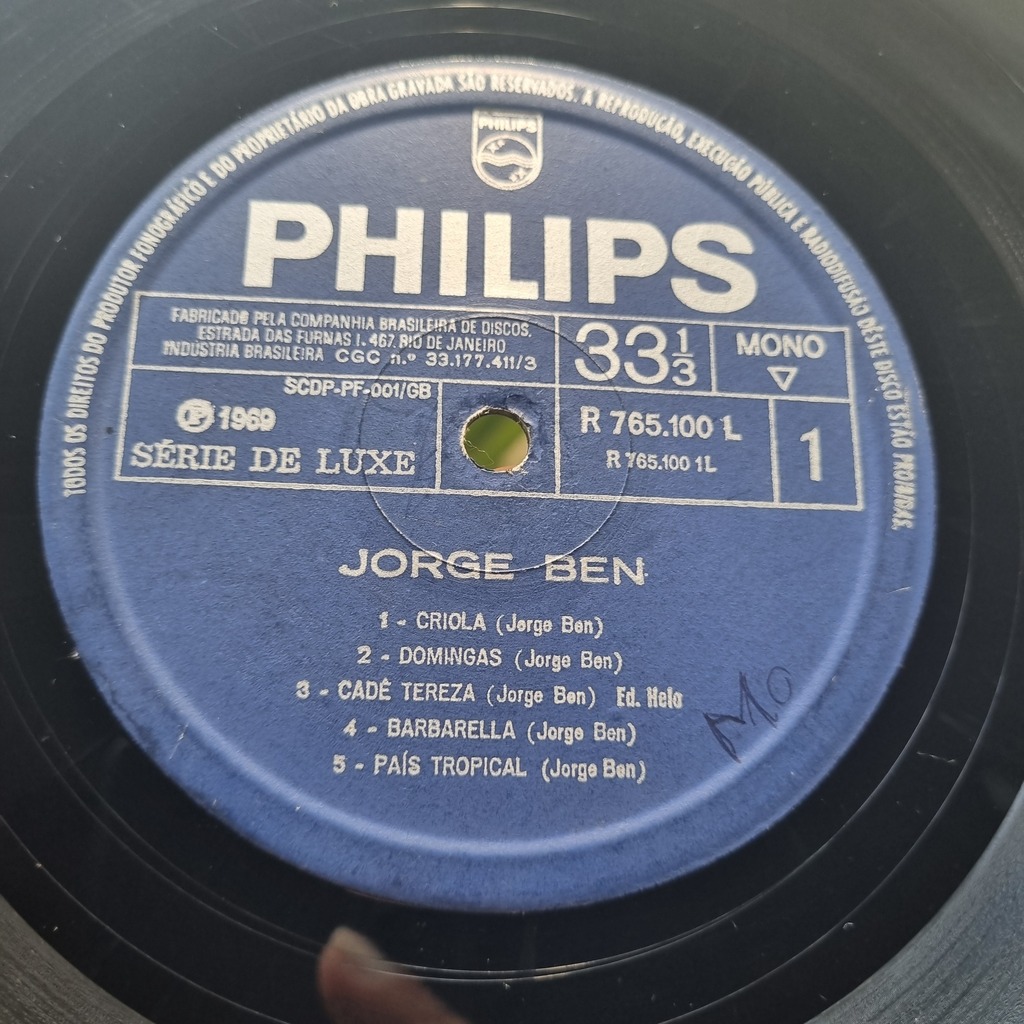 TODOS OS DIREITOS DO PRODUTOR FONOGRÁFICO E DO PROPRIETÁRIO DA OBRA GRAVADA SÃO RESERVADOS. A REPRODUÇÃO, EXECUÇÃO PÚBLICA E RADIODIFUSÃO DÊSTE DISCO ESTÃO PROIBIDAS.
PHILIPS
PHILIPS
FABRICADO PELA COMPANHIA BRASILEIRA DE DISCOS.
ESTRADA DAS FURNAS I. 467. RIO DE JANEIRO
INDUSTRIA BRASILEIRA CGC n.º 33.177.411/3
33 1/3
MONO
SCDP-PF-001/GB
Ⓟ 1969
SÉRIE DE LUXE
R 765.100 L
R 765.100 1L
1
JORGE BEN
1 - CRIOLA (Jorge Ben)
2 - DOMINGAS (Jorge Ben)
3 - CADÊ TEREZA (Jorge Ben) Ed. Helo
4 - BARBARELLA (Jorge Ben)
5 - PAÍS TROPICAL (Jorge Ben)